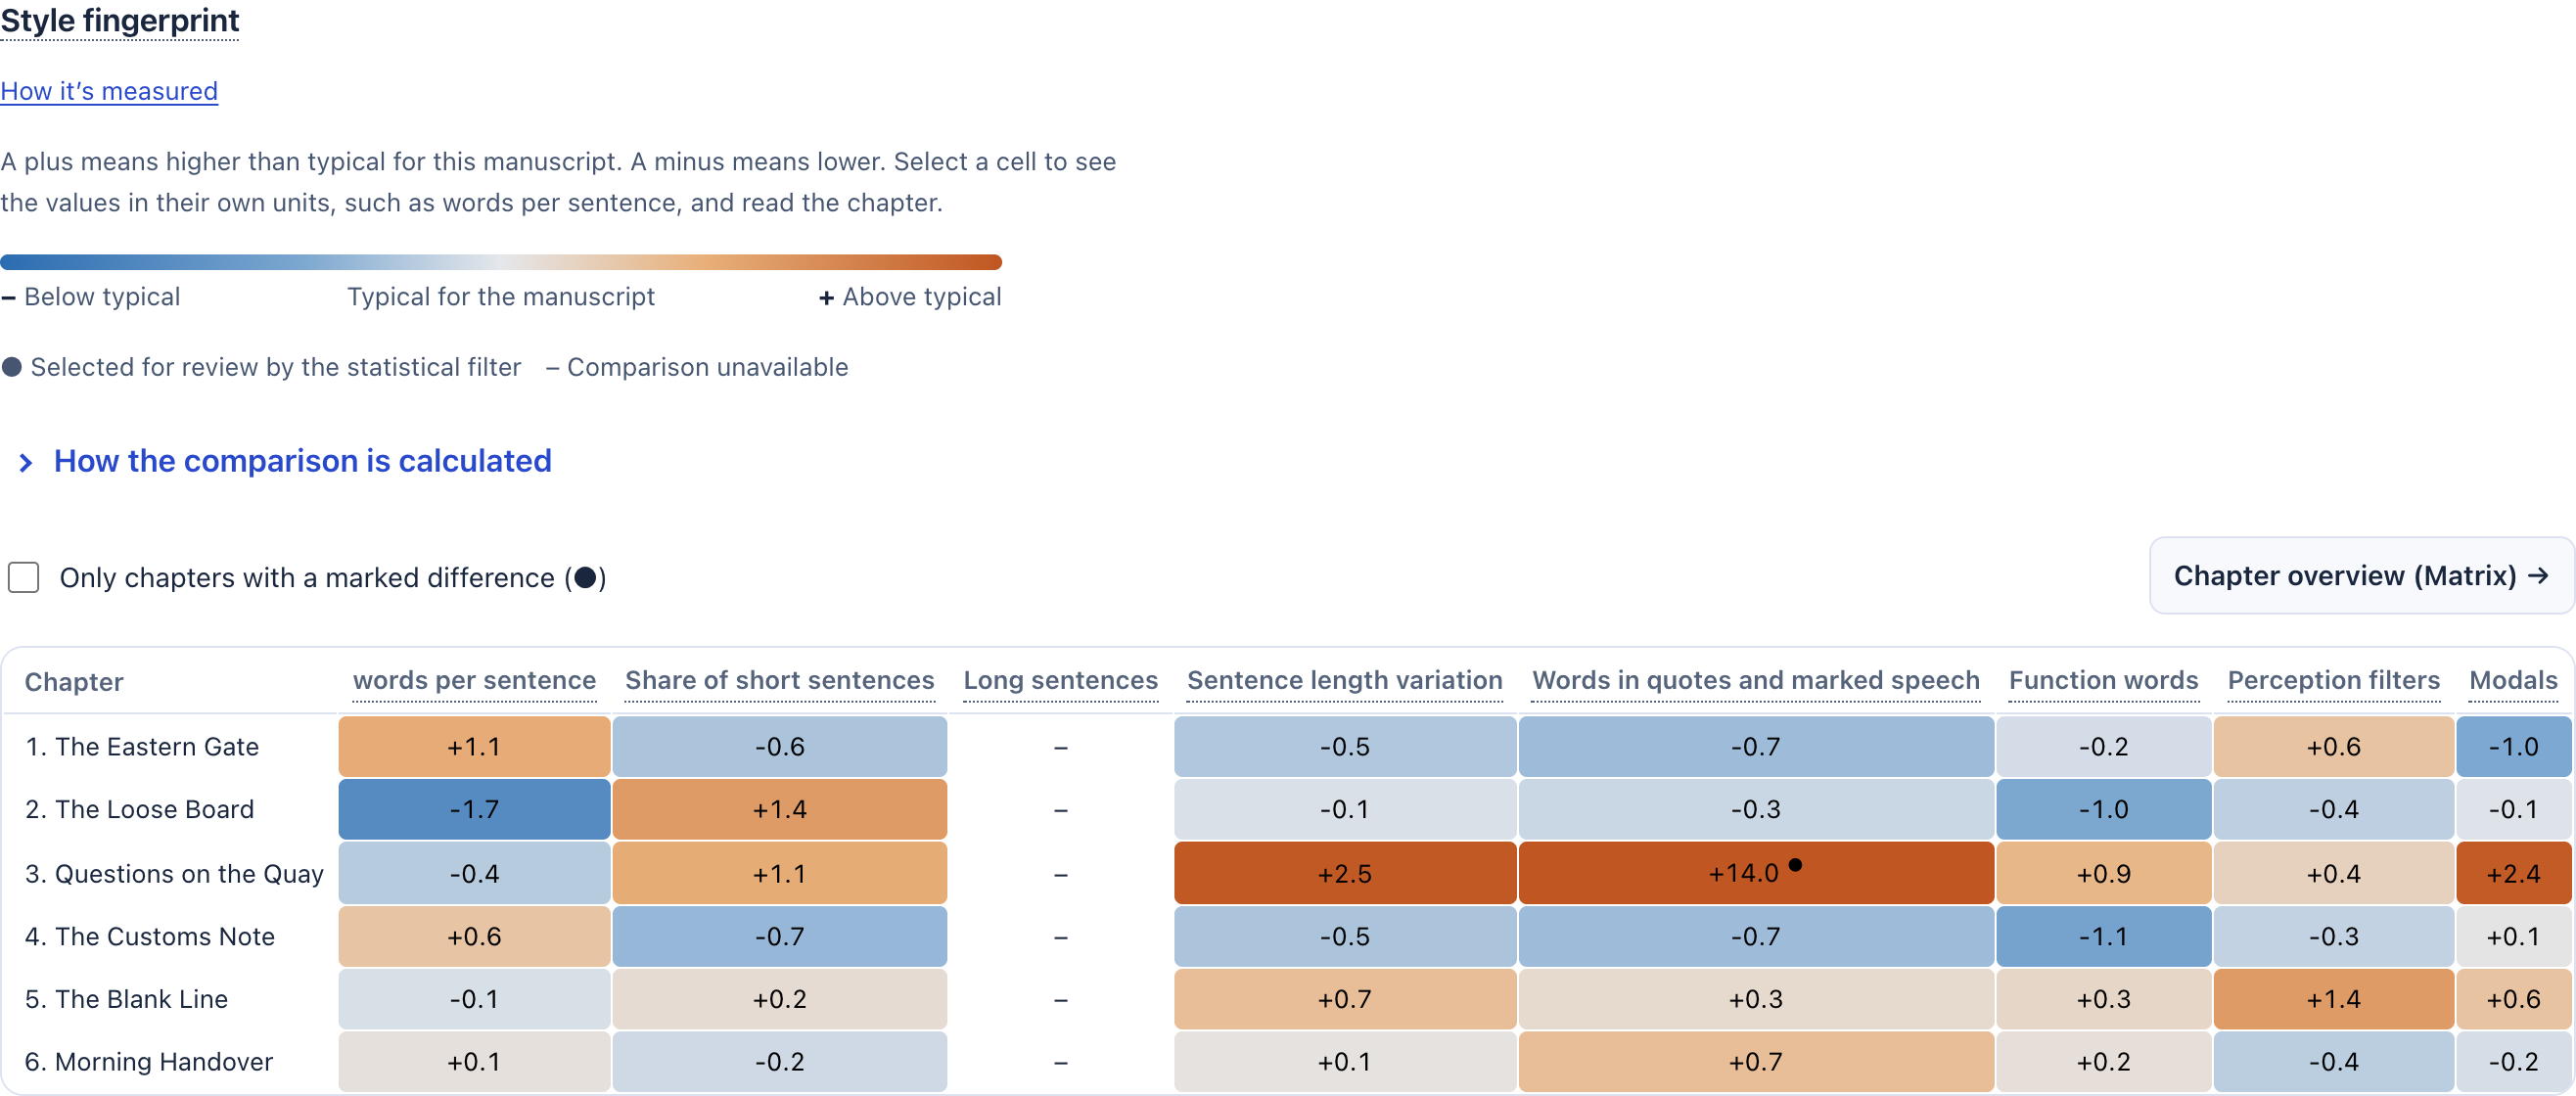 Style fingerprint
How it’s measured
A plus means higher than typical for this manuscript. A minus means lower. Select a cell to see
the values in their own units, such as words per sentence, and read the chapter.
– Below typical Typical for the manuscript + Above typical
● Selected for review by the statistical filter – Comparison unavailable
How the comparison is calculated
Only chapters with a marked difference (●) Chapter overview (Matrix) →
Chapter words per sentence Share of short sentences Long sentences Sentence length variation Words in quotes and marked speech Function words Perception filters Modals
1. The Eastern Gate +1.1 -0.6 – -0.5 -0.7 -0.2 +0.6 -1.0
2. The Loose Board -1.7 +1.4 – -0.1 -0.3 -1.0 -0.4 -0.1
3. Questions on the Quay -0.4 +1.1 – +2.5 +14.0 ● +0.9 +0.4 +2.4
4. The Customs Note +0.6 -0.7 – -0.5 -0.7 -1.1 -0.3 +0.1
5. The Blank Line -0.1 +0.2 – +0.7 +0.3 +0.3 +1.4 +0.6
6. Morning Handover +0.1 -0.2 – +0.1 +0.7 +0.2 -0.4 -0.2